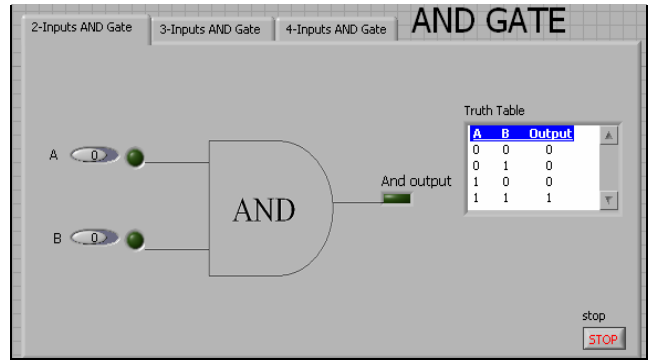 AND GATE
2-Inputs AND Gate
3-Inputs AND Gate
4-Inputs AND Gate
Truth Table
A B Output
0 0 0
0 1 0
1 0 0
1 1 1
A 0
And output
AND
B 0
stop
STOP